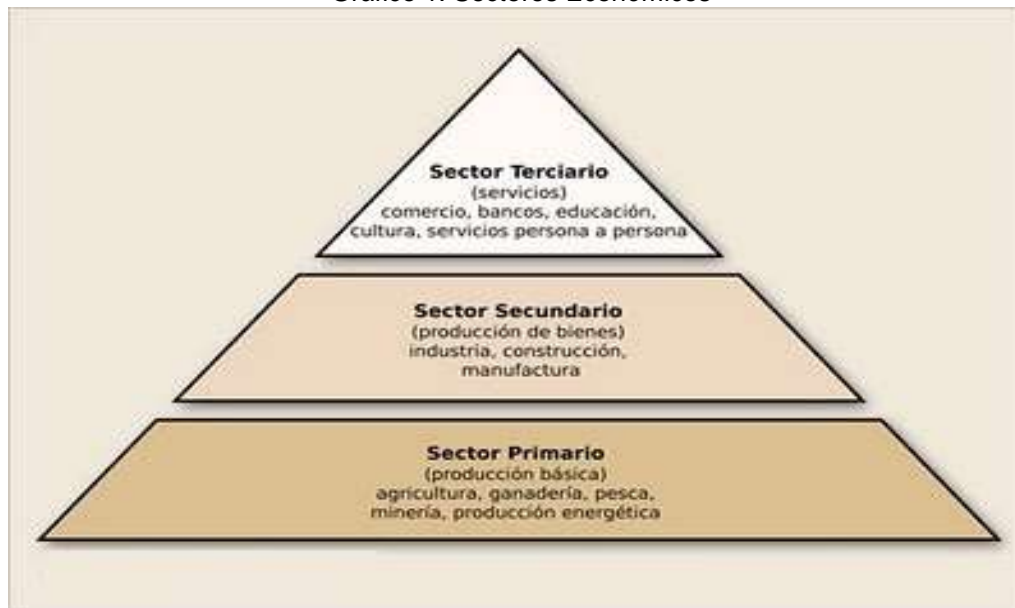 Sector Terciario
(servicios)
comercio, bancos, educación,
cultura, servicios persona a persona
Sector Secundario
(producción de bienes)
industria, construcción,
manufactura
Sector Primario
(producción básica)
agricultura, ganadería, pesca,
minería, producción energética